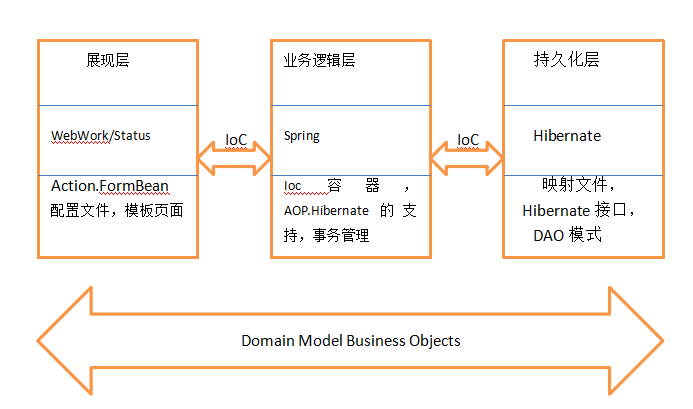 展现层
WebWork/Status
Action.FormBean
配置文件，模板页面
IoC
业务逻辑层
Spring
Ioc 容器，
AOP.Hibernate 的支
持，事务管理
IoC
持久化层
Hibernate
映射文件，
Hibernate 接口，
DAO 模式
Domain Model Business Objects